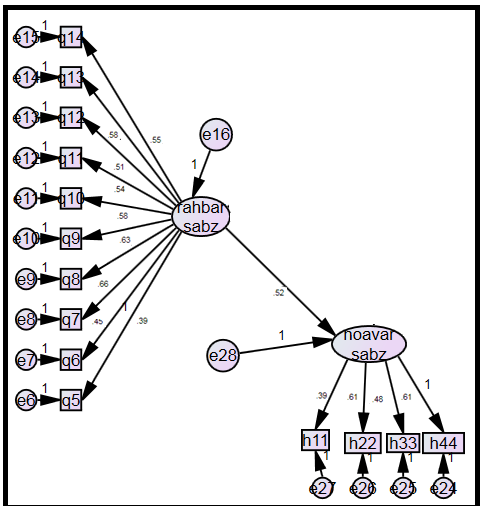 1
e15 q14
1
e14 q13
1
e13 q12
1
e12 q11
1
e11 q10
1
e10 q9
1
e9 q8
1
e8 q7
1
e7 q6
1
e6 q5
.55
.58
.51
.54
.58
.63
.66
.45
1
.39
e16
1
rahbar
sabz
.52
e28
1
noavar
sabz
.39
.61
.48
.61
1
h11 h22 h33 h44
1 1 1 1
e27 e26 e25 e24